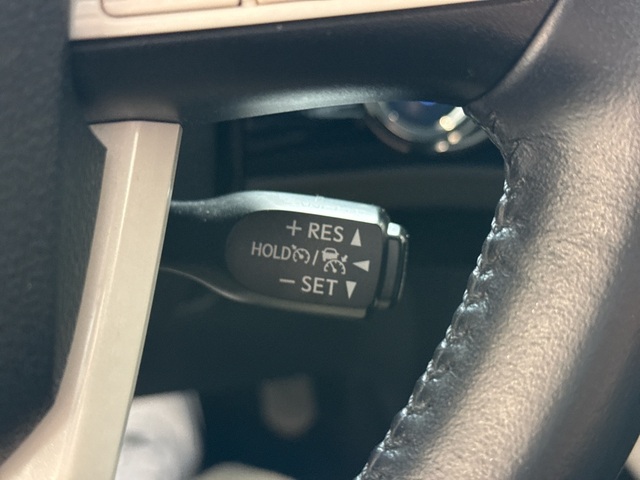 + RES ▲
HOLD / ◀
− SET ▼